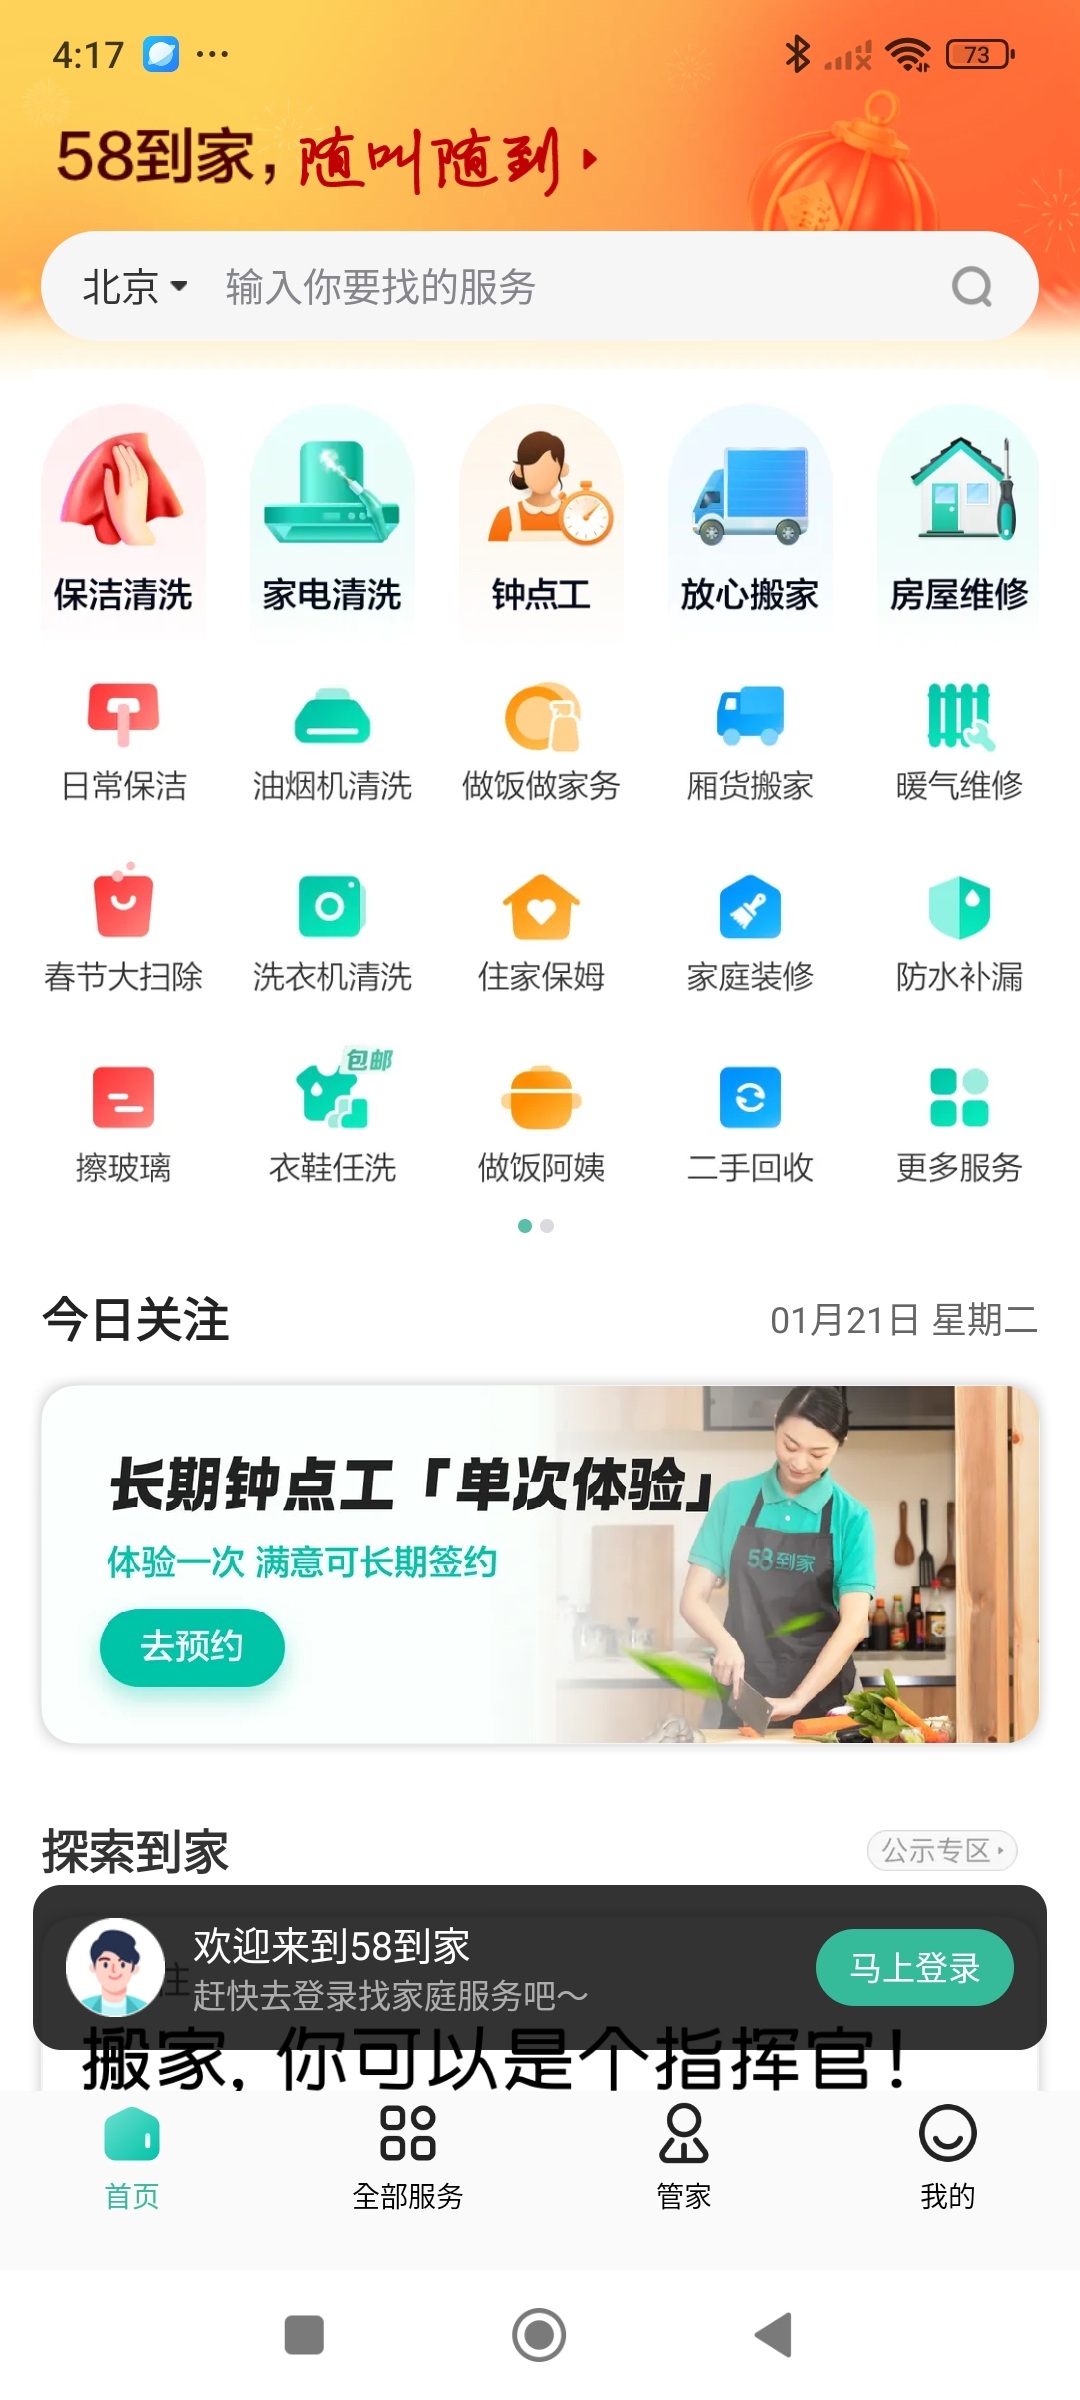 4:17
73
58到家，随叫随到
北京 输入你要找的服务
保洁清洗 家电清洗 钟点工 放心搬家 房屋维修
日常保洁 油烟机清洗 做饭做家务 厢货搬家 暖气维修
春节大扫除 洗衣机清洗 住家保姆 家庭装修 防水补漏
包邮
擦玻璃 衣鞋任洗 做饭阿姨 二手回收 更多服务
今日关注 01月21日 星期二
长期钟点工「单次体验」
体验一次 满意可长期签约
58到家
去预约
探索到家 公示专区
欢迎来到58到家
赶快去登录找家庭服务吧～
马上登录
注
搬家，你可以是个指挥官！
首页 全部服务 管家 我的